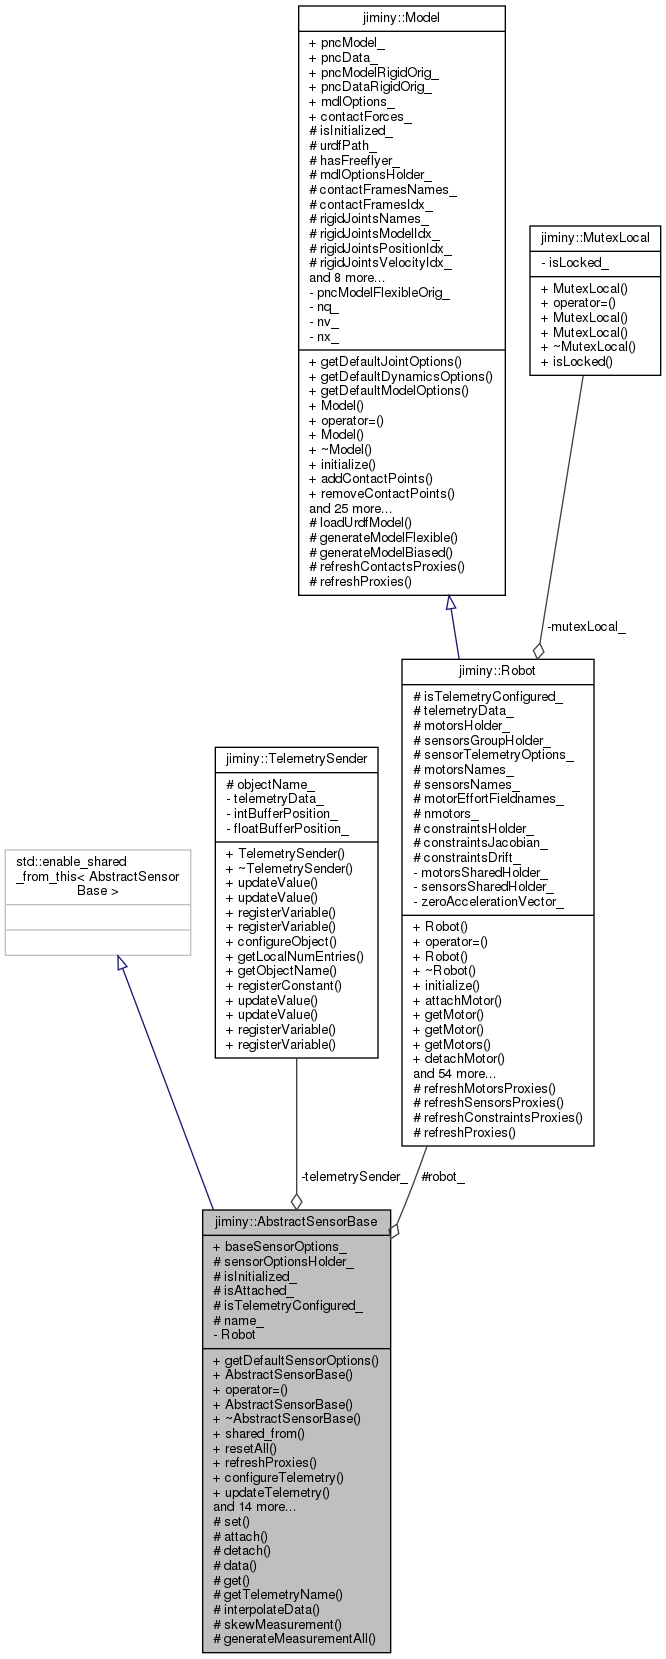 jiminy::Model
+ pncModel_
+ pncData_
+ pncModelRigidOrig_
+ pncDataRigidOrig_
+ mdlOptions_
+ contactForces_
# isInitialized_
# urdfPath_
# hasFreeflyer_
# mdlOptionsHolder_
# contactFramesNames_
# contactFramesIdx_
# rigidJointsNames_
# rigidJointsModelIdx_
# rigidJointsPositionIdx_
# rigidJointsVelocityIdx_
and 8 more...
- pncModelFlexibleOrig_
- nq_
- nv_
- nx_
+ getDefaultJointOptions()
+ getDefaultDynamicsOptions()
+ getDefaultModelOptions()
+ Model()
+ operator=()
+ Model()
+ ~Model()
+ initialize()
+ addContactPoints()
+ removeContactPoints()
and 25 more...
# loadUrdfModel()
# generateModelFlexible()
# generateModelBiased()
# refreshContactsProxies()
# refreshProxies()
jiminy::MutexLocal
- isLocked_
+ MutexLocal()
+ operator=()
+ MutexLocal()
+ MutexLocal()
+ ~MutexLocal()
+ isLocked()
-mutexLocal_
jiminy::Robot
# isTelemetryConfigured_
# telemetryData_
# motorsHolder_
# sensorsGroupHolder_
# sensorTelemetryOptions_
# motorsNames_
# sensorsNames_
# motorEffortFieldnames_
# nmotors_
# constraintsHolder_
# constraintsJacobian_
# constraintsDrift_
- motorsSharedHolder_
- sensorsSharedHolder_
- zeroAccelerationVector_
+ Robot()
+ operator=()
+ Robot()
+ ~Robot()
+ initialize()
+ attachMotor()
+ getMotor()
+ getMotor()
+ getMotors()
+ detachMotor()
and 54 more...
# refreshMotorsProxies()
# refreshSensorsProxies()
# refreshConstraintsProxies()
# refreshProxies()
jiminy::TelemetrySender
# objectName_
- telemetryData_
- intBufferPosition_
- floatBufferPosition_
+ TelemetrySender()
+ ~TelemetrySender()
+ updateValue()
+ updateValue()
+ registerVariable()
+ registerVariable()
+ configureObject()
+ getLocalNumEntries()
+ getObjectName()
+ registerConstant()
+ updateValue()
+ updateValue()
+ registerVariable()
+ registerVariable()
std::enable_shared
_from_this< AbstractSensor
Base >
-telemetrySender_
#robot_
jiminy::AbstractSensorBase
+ baseSensorOptions_
# sensorOptionsHolder_
# isInitialized_
# isAttached_
# isTelemetryConfigured_
# name_
- Robot
+ getDefaultSensorOptions()
+ AbstractSensorBase()
+ operator=()
+ AbstractSensorBase()
+ ~AbstractSensorBase()
+ shared_from()
+ resetAll()
+ refreshProxies()
+ configureTelemetry()
+ updateTelemetry()
and 14 more...
# set()
# attach()
# detach()
# data()
# get()
# getTelemetryName()
# interpolateData()
# skewMeasurement()
# generateMeasurementAll()